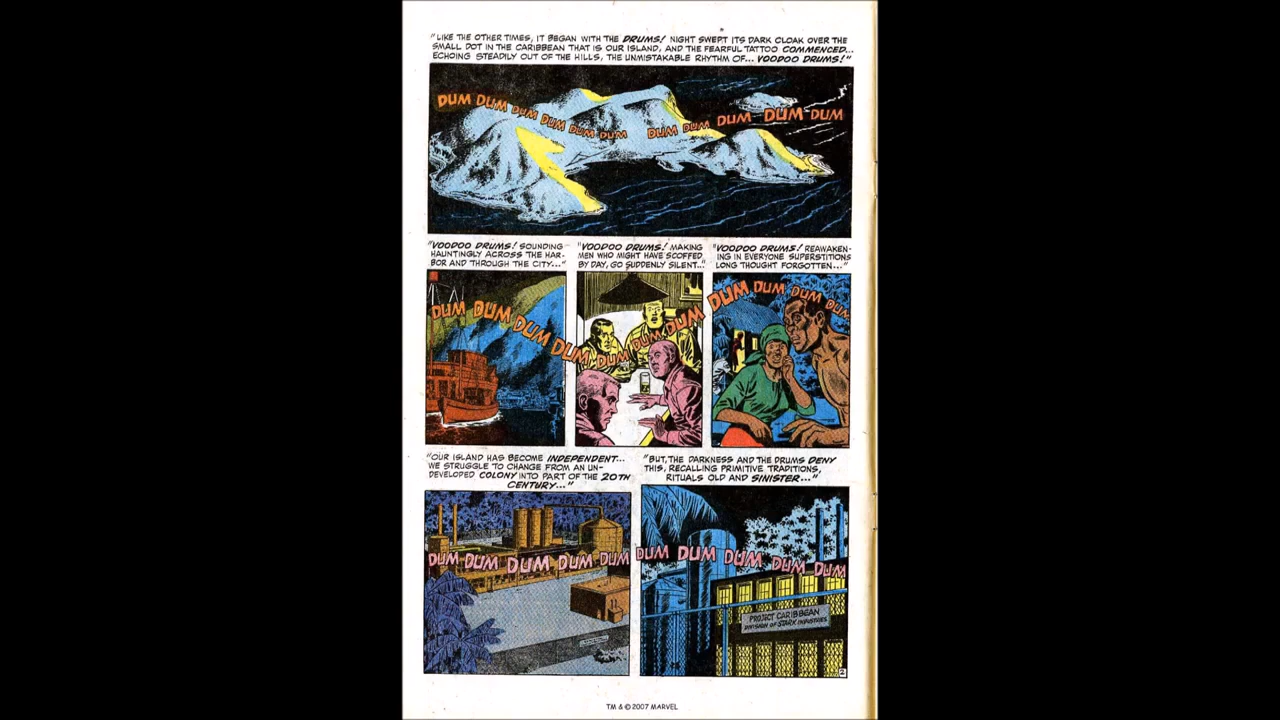 "LIKE THE OTHER TIMES, IT BEGAN WITH THE DRUMS! NIGHT SWEPT ITS DARK CLOAK OVER THE
SMALL DOT IN THE CARIBBEAN THAT IS OUR ISLAND, AND THE FEARFUL TATTOO COMMENCED...
ECHOING STEADILY OUT OF THE HILLS, THE UNMISTAKABLE RHYTHM OF... VOODOO DRUMS!"
DUM DUM DUM DUM DUM DUM DUM DUM DUM DUM DUM
"VOODOO DRUMS! SOUNDING
HAUNTINGLY ACROSS THE HAR-
BOR AND THROUGH THE CITY..."
"VOODOO DRUMS! MAKING
MEN WHO MIGHT HAVE SCOFFED
BY DAY, GO SUDDENLY SILENT..."
"VOODOO DRUMS! REAWAKEN-
ING IN EVERYONE SUPERSTITIONS
LONG THOUGHT FORGOTTEN..."
DUM DUM DUM DUM DUM DUM DUM DUM DUM DUM DUM
"OUR ISLAND HAS BECOME INDEPENDENT...
WE STRUGGLE TO CHANGE FROM AN UN-
DEVELOPED COLONY INTO PART OF THE 20TH
CENTURY..."
"BUT, THE DARKNESS AND THE DRUMS DENY
THIS, RECALLING PRIMITIVE TRADITIONS,
RITUALS OLD AND SINISTER..."
DUM DUM DUM DUM DUM DUM DUM DUM DUM DUM
PROJECT CARIBBEAN
DIVISION OF STARK INDUSTRIES
2
TM & © 2007 MARVEL